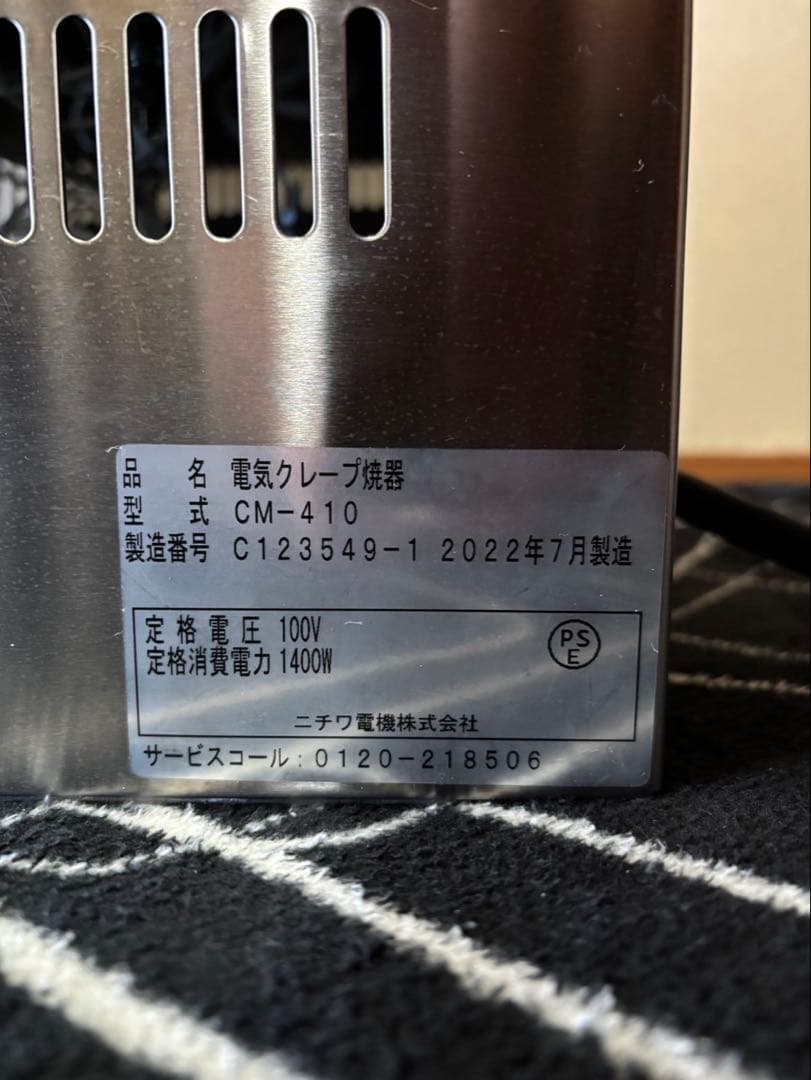 品 名 電気クレープ焼器
型 式 CM-410
製造番号 C123549-1 2022年7月製造
定格電圧 100V
定格消費電力 1400W
PS
E
ニチワ電機株式会社
サービスコール:0120-218506